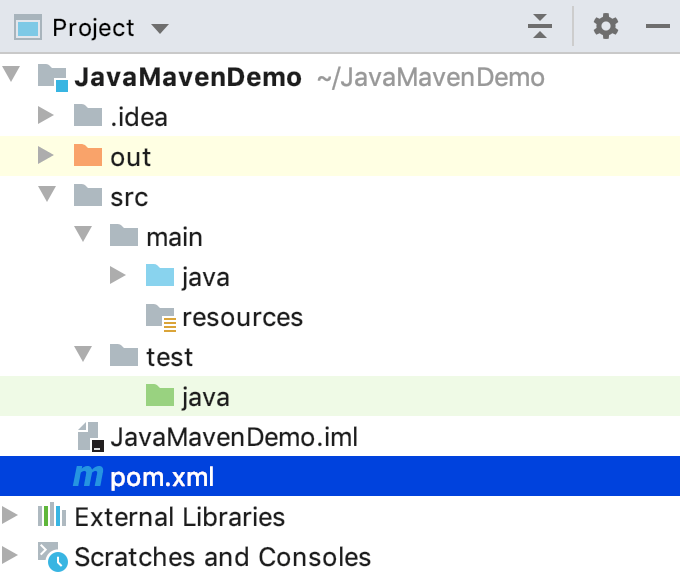 Project
JavaMavenDemo ~/JavaMavenDemo
.idea
out
src
main
java
resources
test
java
JavaMavenDemo.iml
m pom.xml
External Libraries
Scratches and Consoles